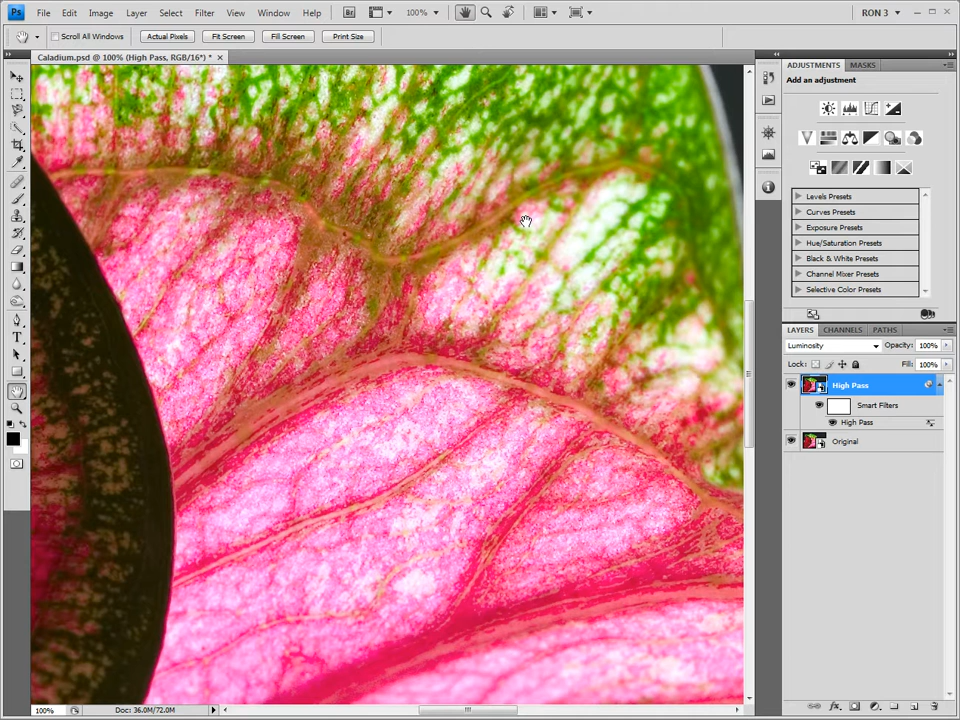 Ps File Edit Image Layer Select Filter View Window Help Br 100% RON 3
Scroll All Windows Actual Pixels Fit Screen Fill Screen Print Size
Caladium.psd @ 100% (High Pass, RGB/16*) *
ADJUSTMENTS MASKS
Add an adjustment
Levels Presets
Curves Presets
Exposure Presets
Hue/Saturation Presets
Black & White Presets
Channel Mixer Presets
Selective Color Presets
LAYERS CHANNELS PATHS
Luminosity Opacity: 100%
Lock: Fill: 100%
High Pass
Smart Filters
High Pass
Original
100% Doc: 36.0M/72.0M